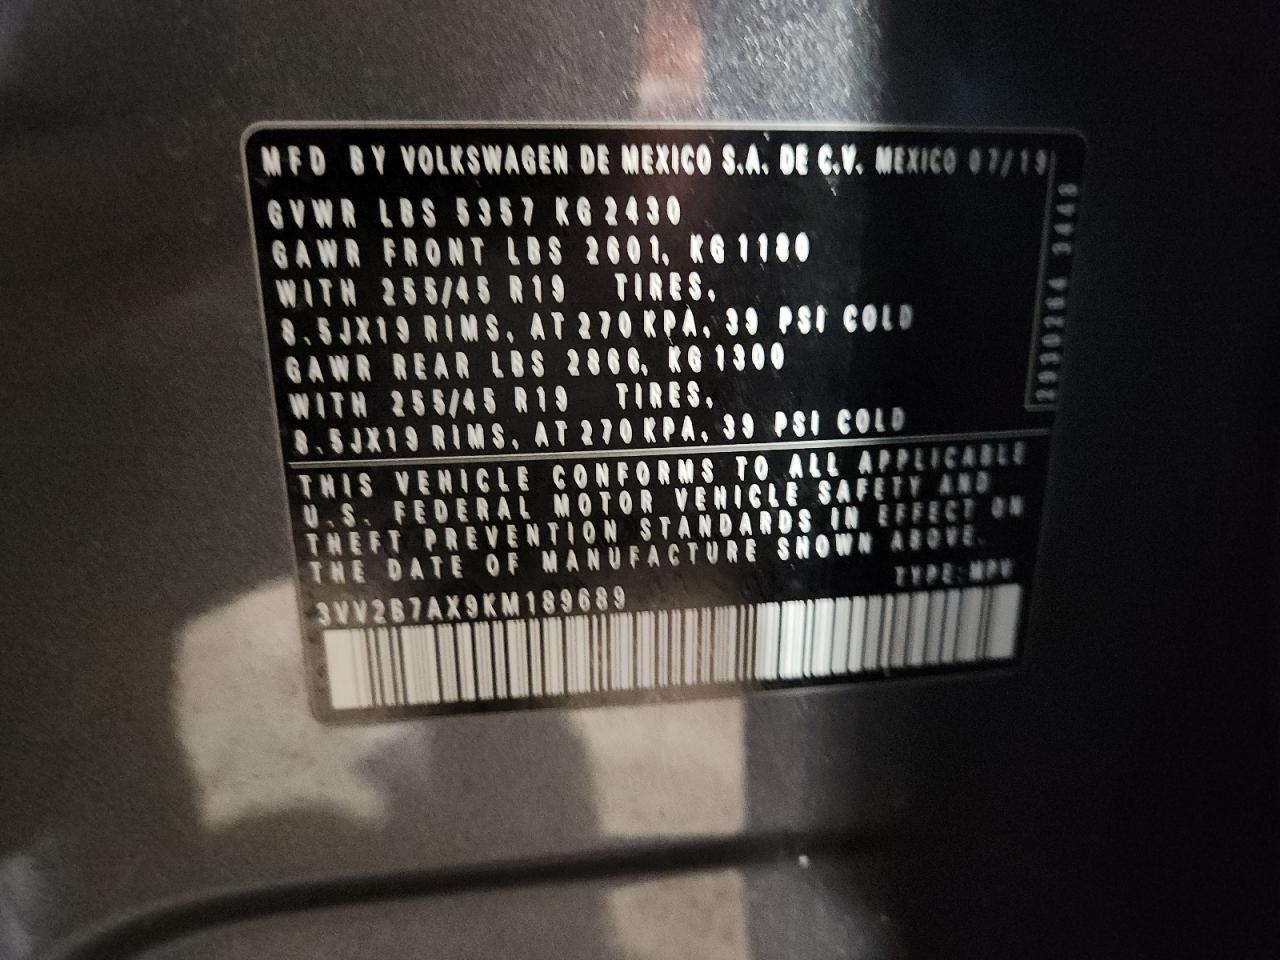 MFD BY VOLKSWAGEN DE MEXICO S.A. DE C.V. MEXICO 07/19
GVWR LBS 5357 KG 2430
GAWR FRONT LBS 2601, KG 1180
WITH 255/45 R19 TIRES,
8.5JX19 RIMS, AT 270 KPA, 39 PSI COLD
GAWR REAR LBS 2866, KG 1300
WITH 255/45 R19 TIRES,
8.5JX19 RIMS, AT 270 KPA, 39 PSI COLD
THIS VEHICLE CONFORMS TO ALL APPLICABLE
U.S. FEDERAL MOTOR VEHICLE SAFETY AND
THEFT PREVENTION STANDARDS IN EFFECT ON
THE DATE OF MANUFACTURE SHOWN ABOVE.
TYPE: MPV
3VV2B7AX9KM189689